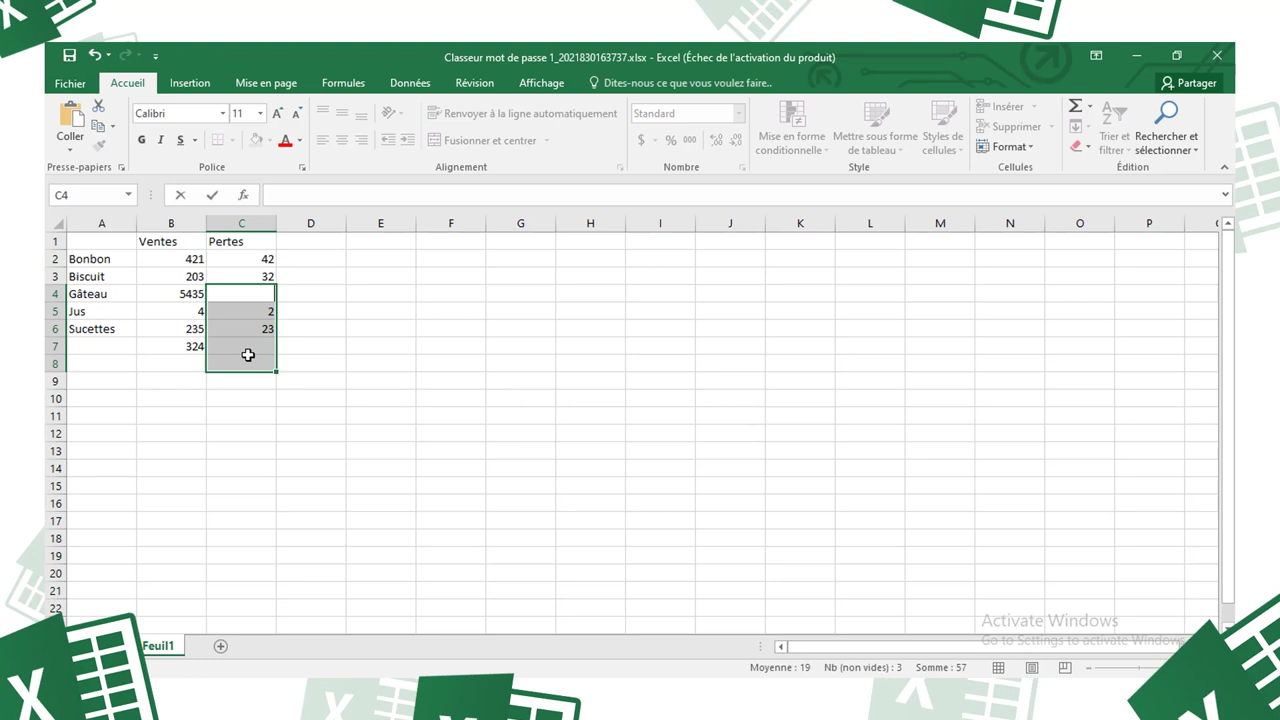 Classeur mot de passe 1_2021830163737.xlsx - Excel (Échec de l'activation du produit)
Fichier Accueil Insertion Mise en page Formules Données Révision Affichage Dites-nous ce que vous voulez faire.. Partager
Coller
Calibri 11
G I S A
Renvoyer à la ligne automatiquement
Fusionner et centrer
Standard
$ % 000
Mise en forme conditionnelle
Mettre sous forme de tableau
Styles de cellules
Insérer
Supprimer
Format
Trier et filtrer
Rechercher et sélectionner
Presse-papiers Police Alignement Nombre Style Cellules Édition
C4 fx
A B C D E F G H I J K L M N O P
1 Ventes Pertes
2 Bonbon 421 42
3 Biscuit 203 32
4 Gâteau 5435
5 Jus 4 2
6 Sucettes 235 23
7 324
8
9
10
11
12
13
14
15
16
17
18
19
20
21
22
Activate Windows
Go to Settings to activate Windows
Feuil1
Moyenne : 19 Nb (non vides) : 3 Somme : 57